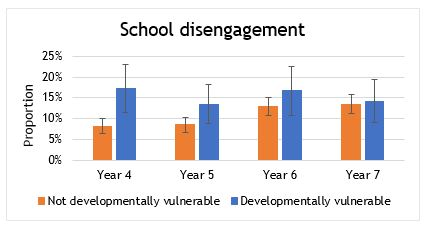 School disengagement
Proportion
25%
20%
15%
10%
5%
0%
Year 4 Year 5 Year 6 Year 7
Not developmentally vulnerable Developmentally vulnerable